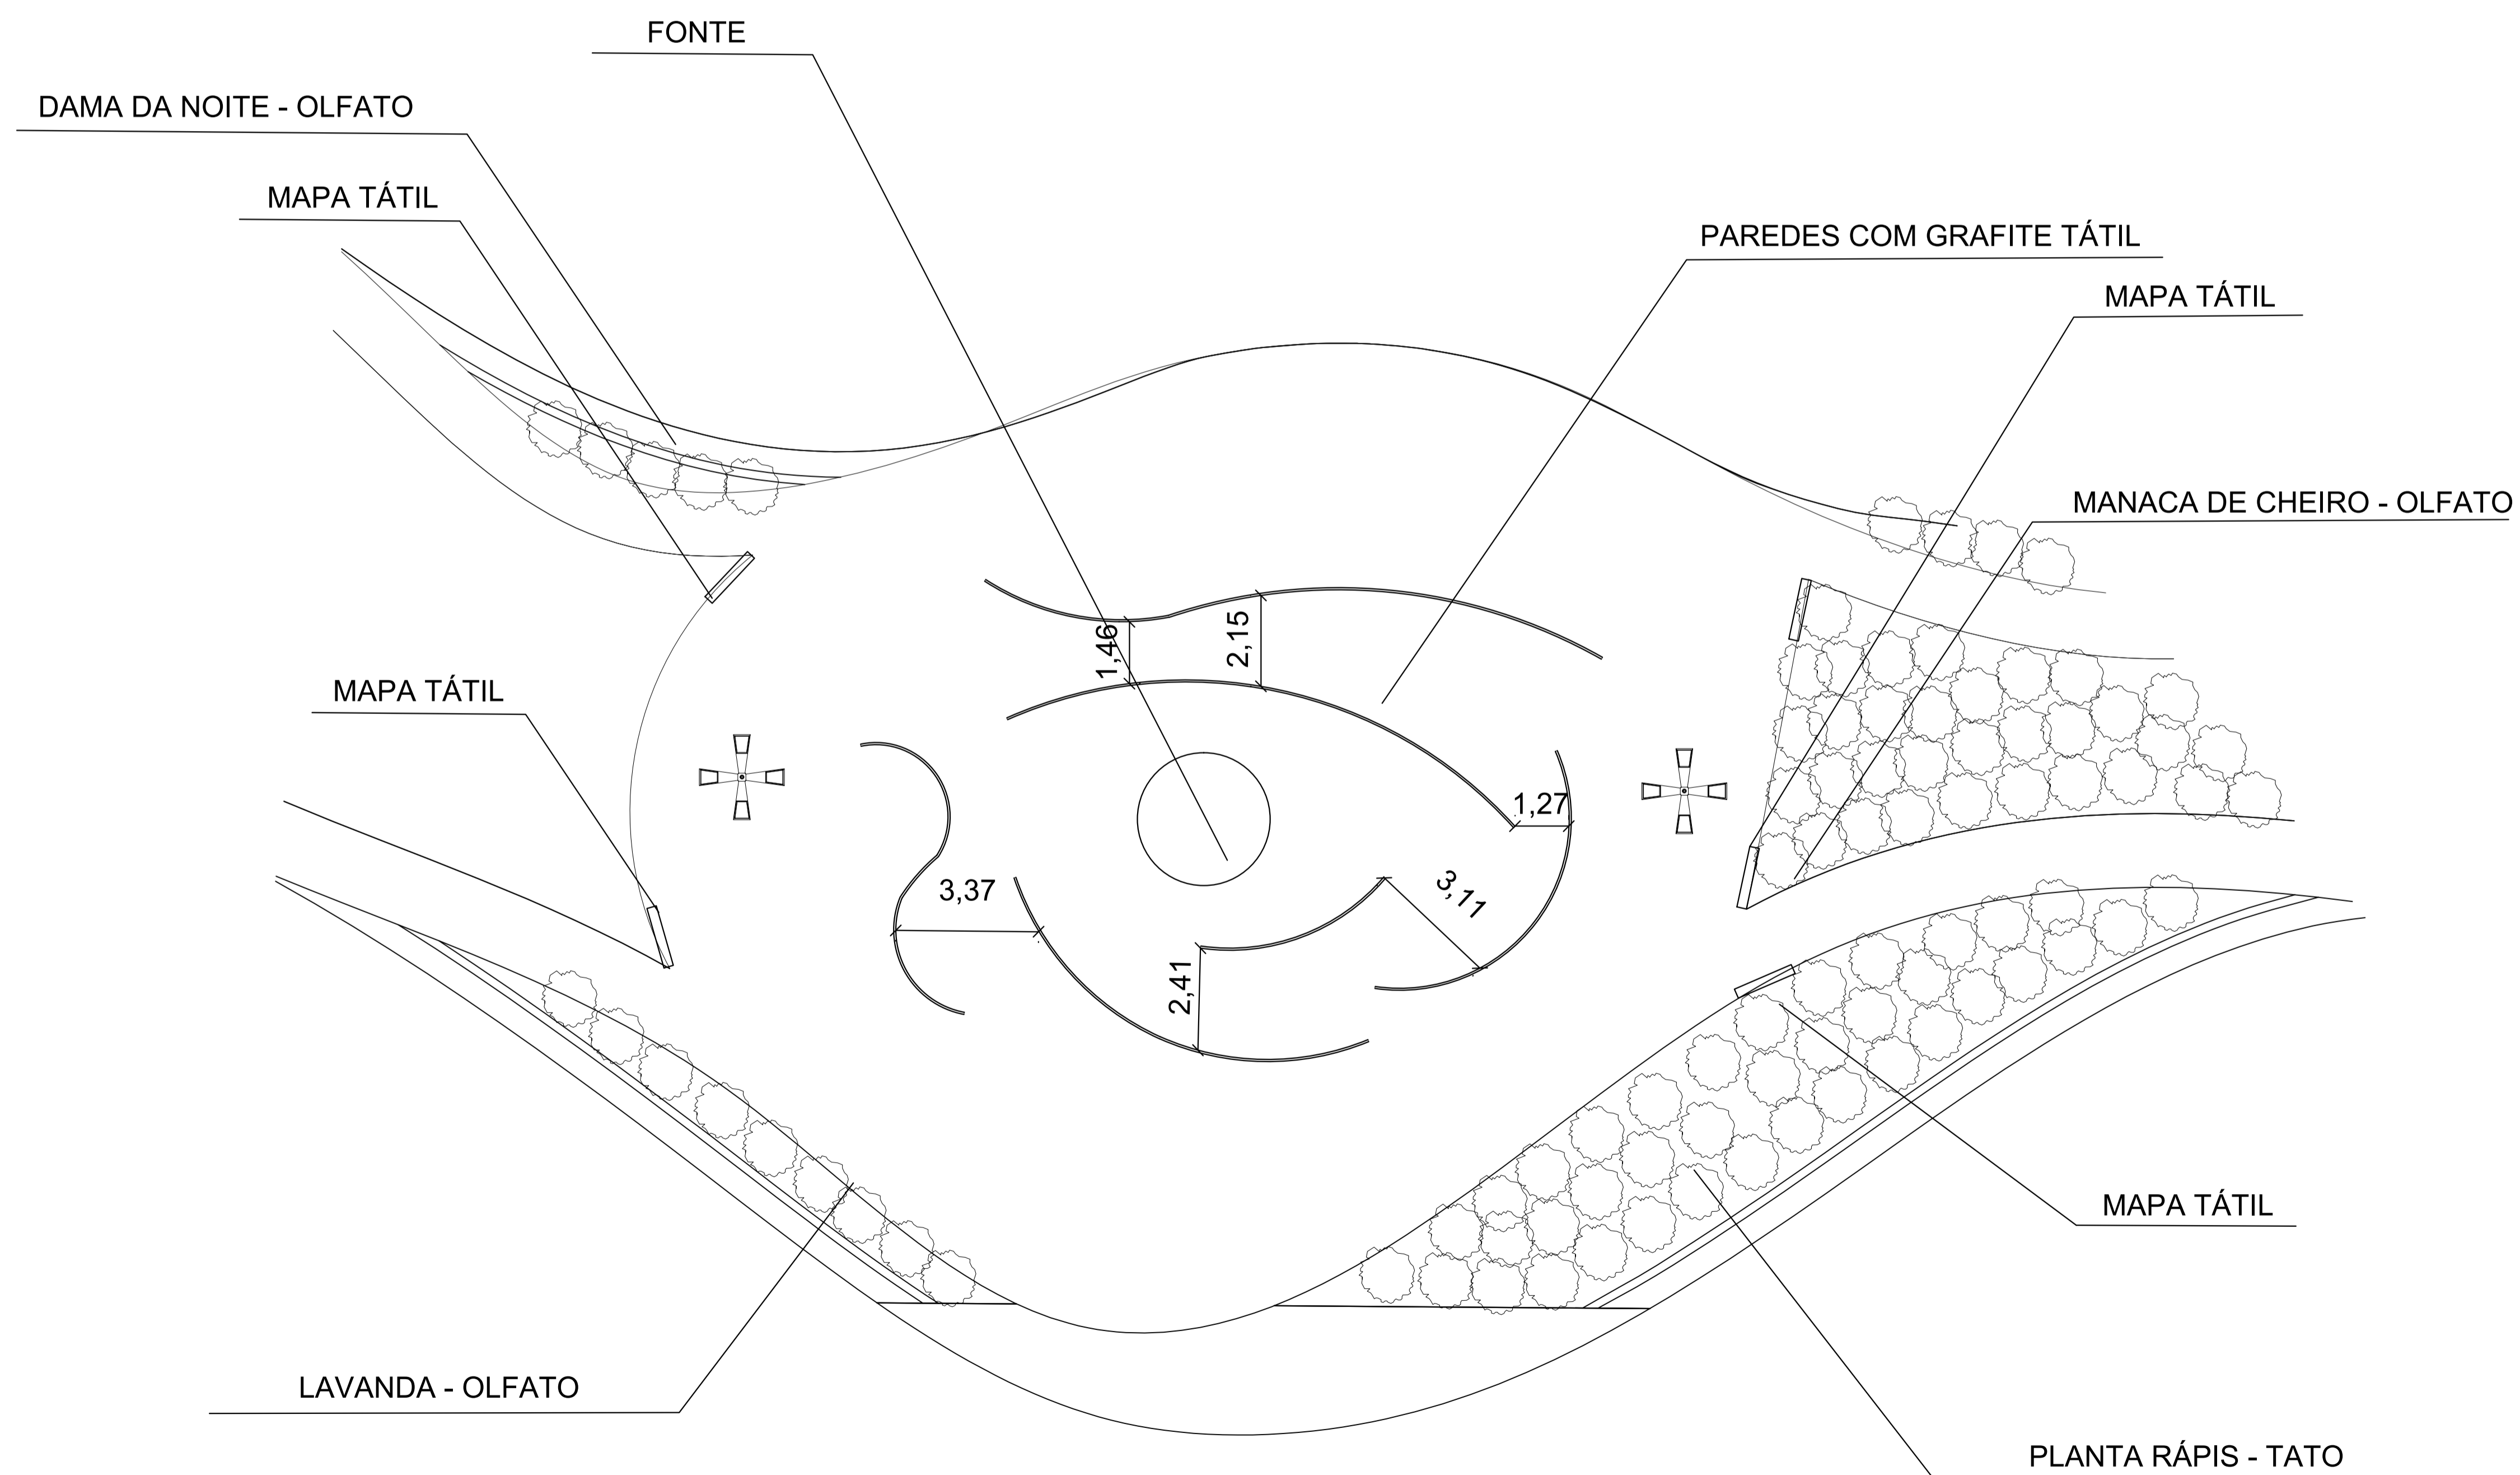 FONTE
DAMA DA NOITE - OLFATO
MAPA TÁTIL
PAREDES COM GRAFITE TÁTIL
MAPA TÁTIL
MANACA DE CHEIRO - OLFATO
1,46
2,15
MAPA TÁTIL
1,27
3,37
3,11
2,41
MAPA TÁTIL
LAVANDA - OLFATO
PLANTA RÁPIS - TATO